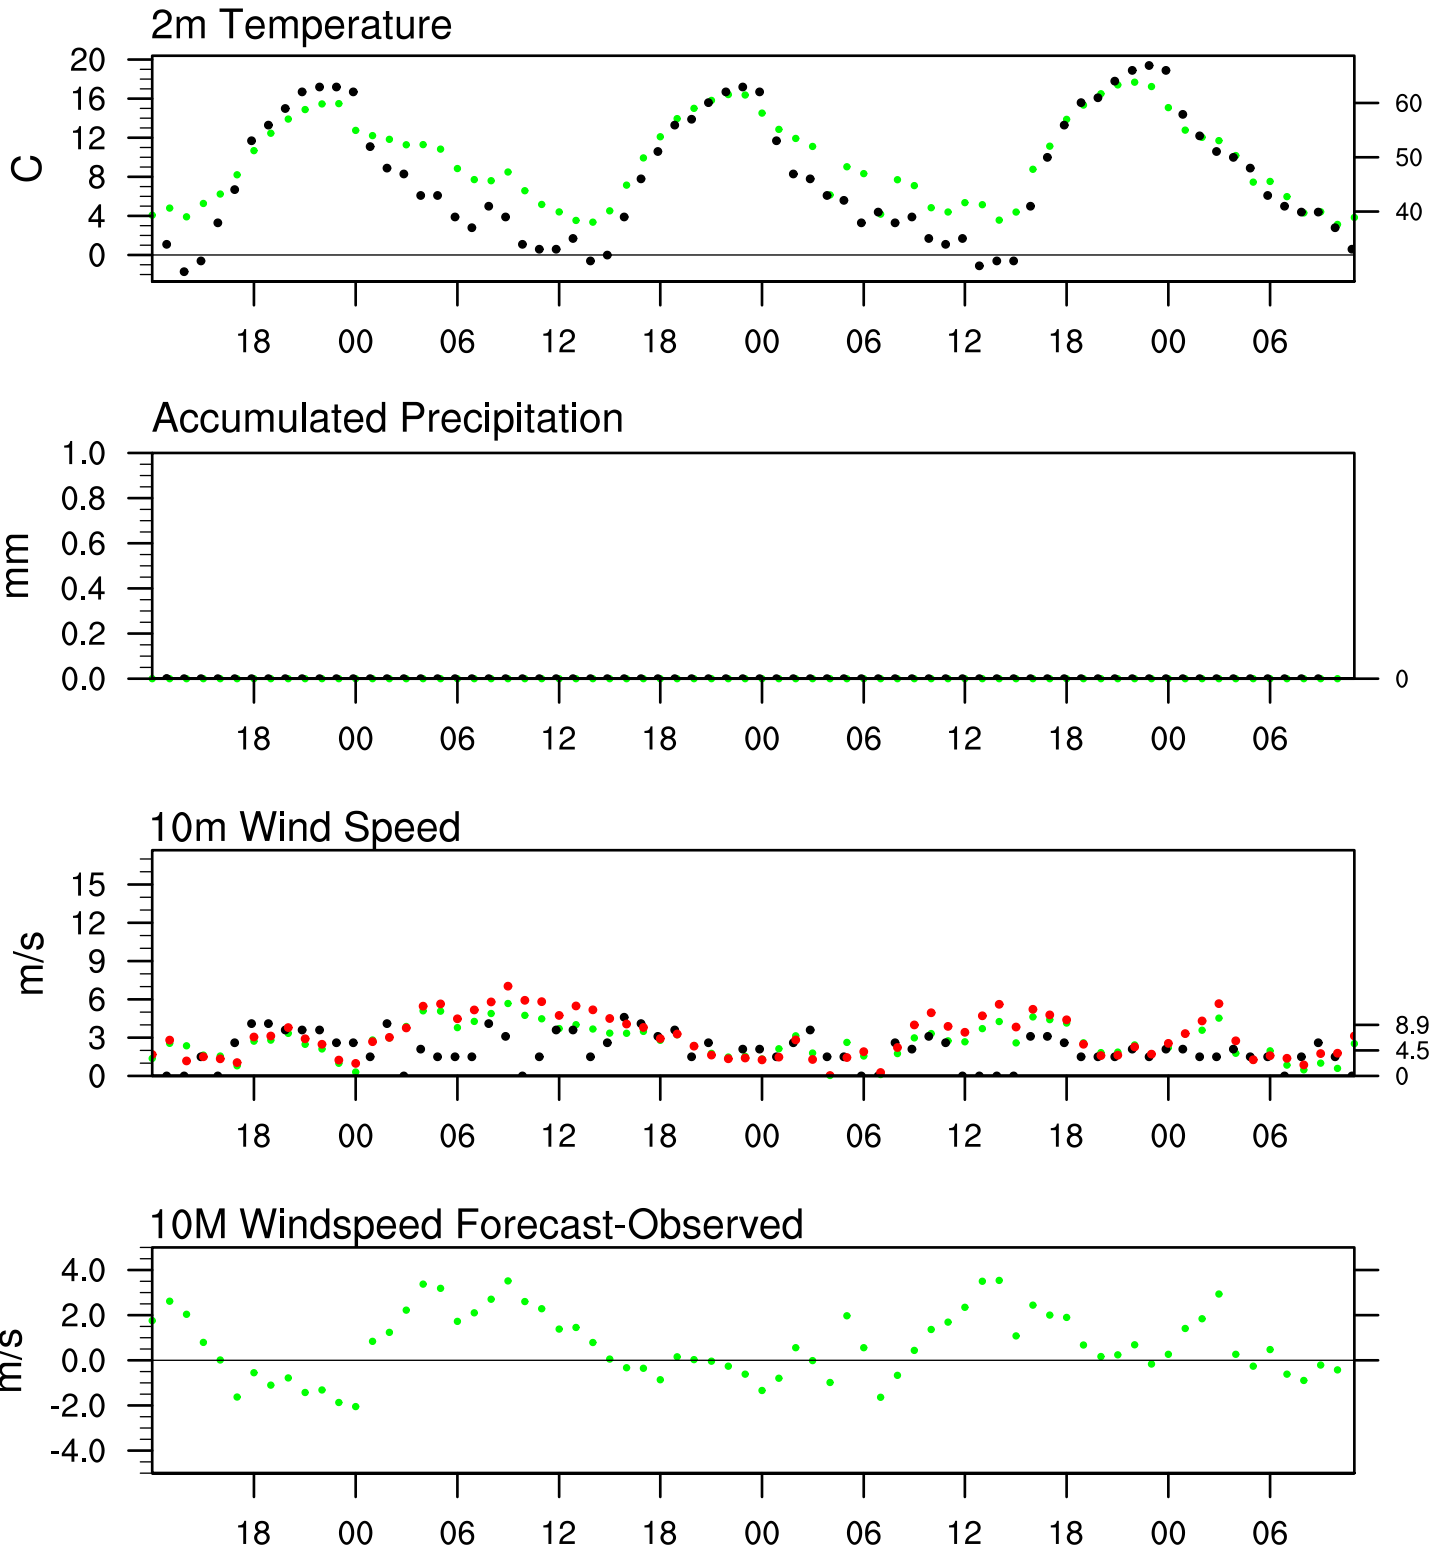 2m Temperature
20
16
12
8
4
0
C
60
50
40
18 00 06 12 18 00 06 12 18 00 06
Accumulated Precipitation
1.0
0.8
0.6
0.4
0.2
0.0
mm
0
18 00 06 12 18 00 06 12 18 00 06
10m Wind Speed
15
12
9
6
3
0
m/s
8.9
4.5
0
18 00 06 12 18 00 06 12 18 00 06
10M Windspeed Forecast-Observed
4.0
2.0
0.0
-2.0
-4.0
m/s
18 00 06 12 18 00 06 12 18 00 06